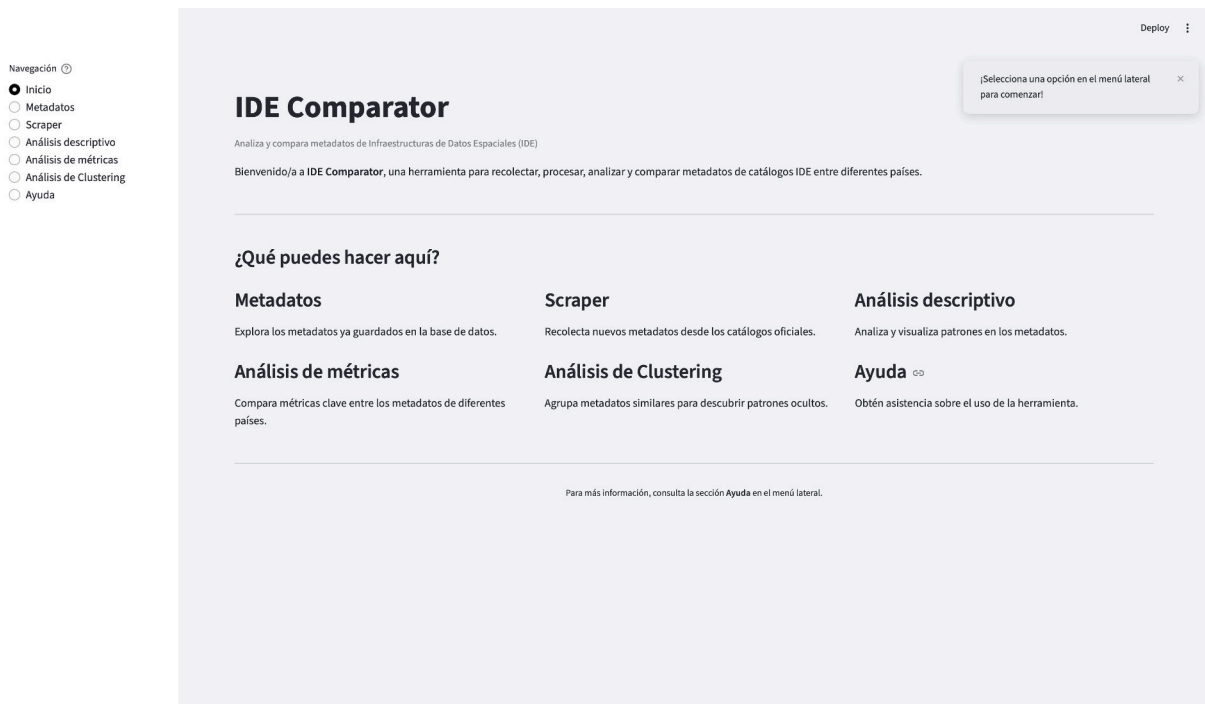 Deploy
Navegación
Inicio
Metadatos
Scraper
Análisis descriptivo
Análisis de métricas
Análisis de Clustering
Ayuda
¡Selecciona una opción en el menú lateral
para comenzar!
IDE Comparator
Analiza y compara metadatos de Infraestructuras de Datos Espaciales (IDE)
Bienvenido/a a IDE Comparator, una herramienta para recolectar, procesar, analizar y comparar metadatos de catálogos IDE entre diferentes países.
¿Qué puedes hacer aquí?
Metadatos
Explora los metadatos ya guardados en la base de datos.
Scraper
Recolecta nuevos metadatos desde los catálogos oficiales.
Análisis descriptivo
Analiza y visualiza patrones en los metadatos.
Análisis de métricas
Compara métricas clave entre los metadatos de diferentes
países.
Análisis de Clustering
Agrupa metadatos similares para descubrir patrones ocultos.
Ayuda
Obtén asistencia sobre el uso de la herramienta.
Para más información, consulta la sección Ayuda en el menú lateral.